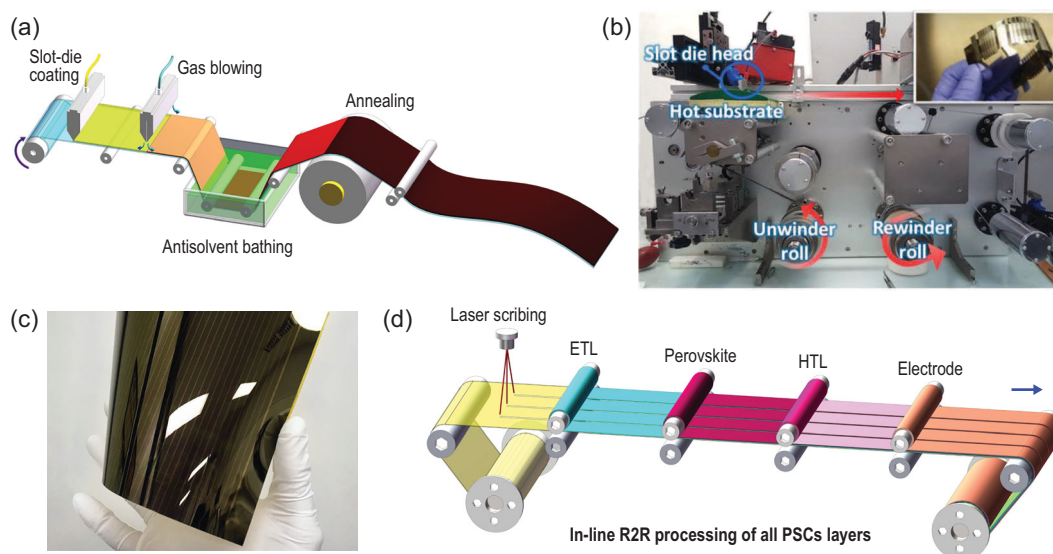 (a)
Slot-die
coating
Gas blowing
Annealing
Antisolvent bathing
(b)
Slot die head
Hot substrate
Unwinder
roll
Rewinder
roll
(c)
(d)
Laser scribing
ETL
Perovskite
HTL
Electrode
In-line R2R processing of all PSCs layers